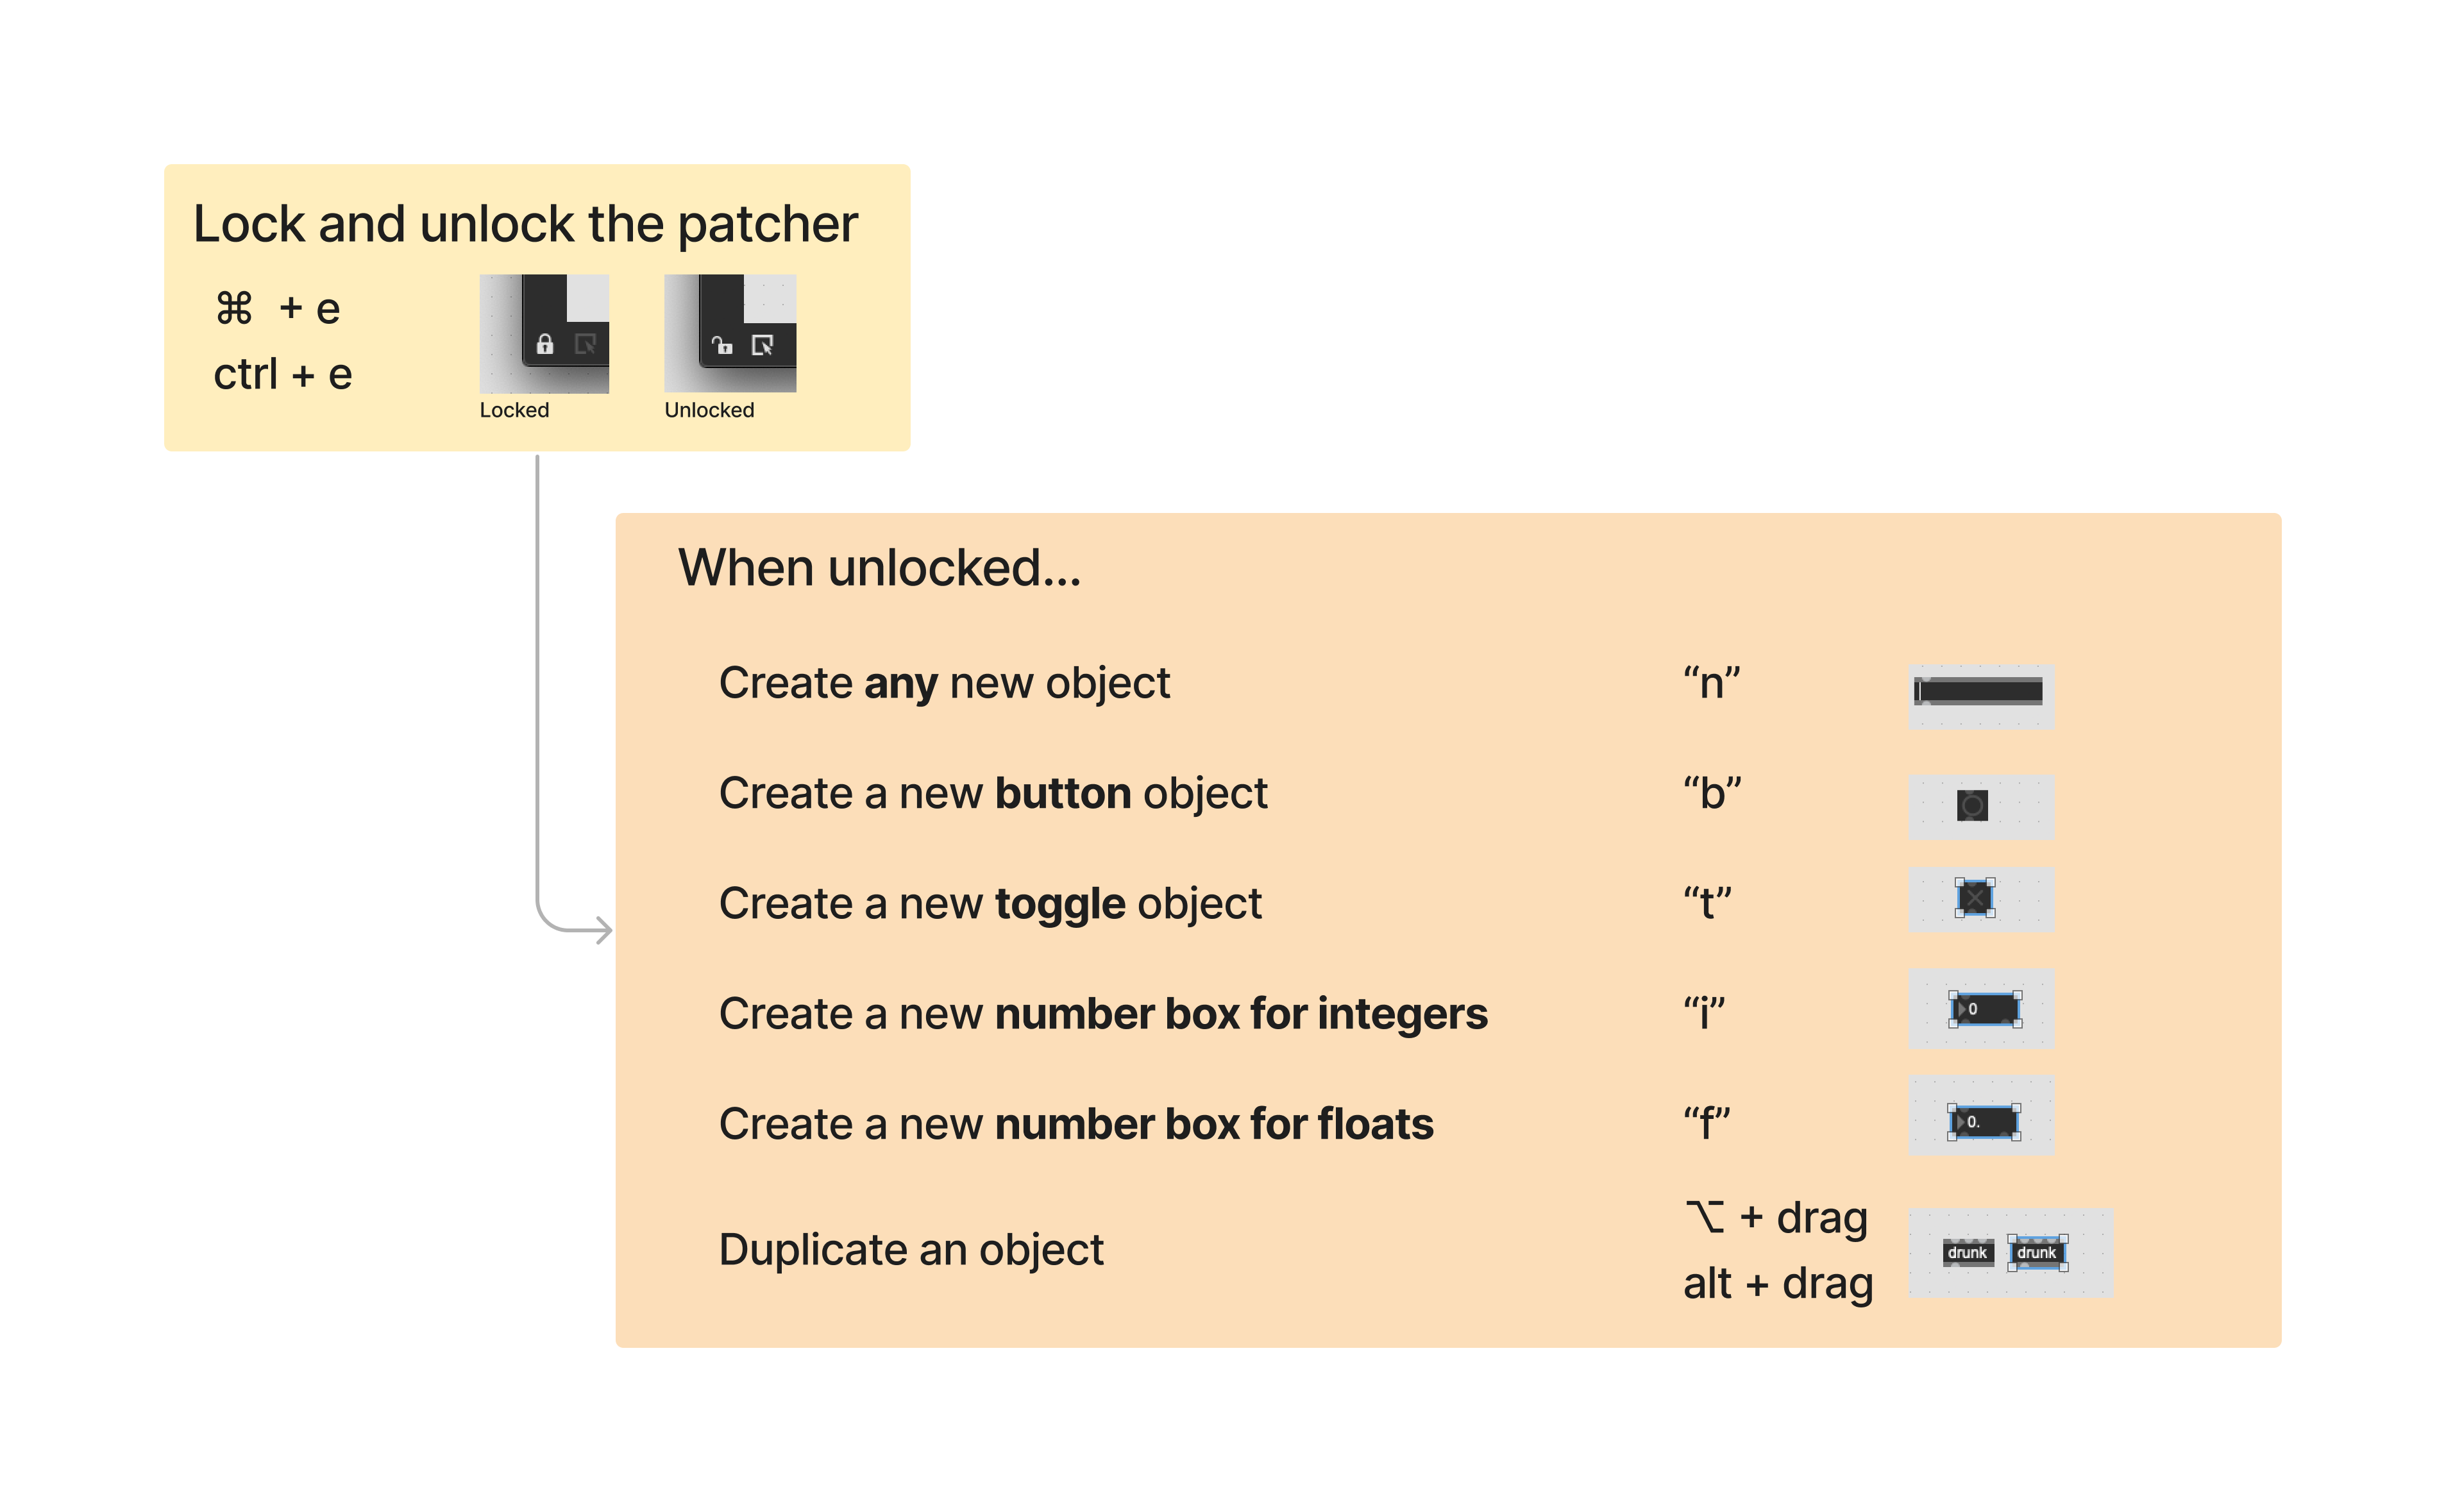 Lock and unlock the patcher
⌘ + e
ctrl + e
Locked
Unlocked
When unlocked...
Create any new object
“n”
Create a new button object
“b”
Create a new toggle object
“t”
Create a new number box for integers
“i”
0
Create a new number box for floats
“f”
0.
Duplicate an object
⌥ + drag
alt + drag
drunk
drunk